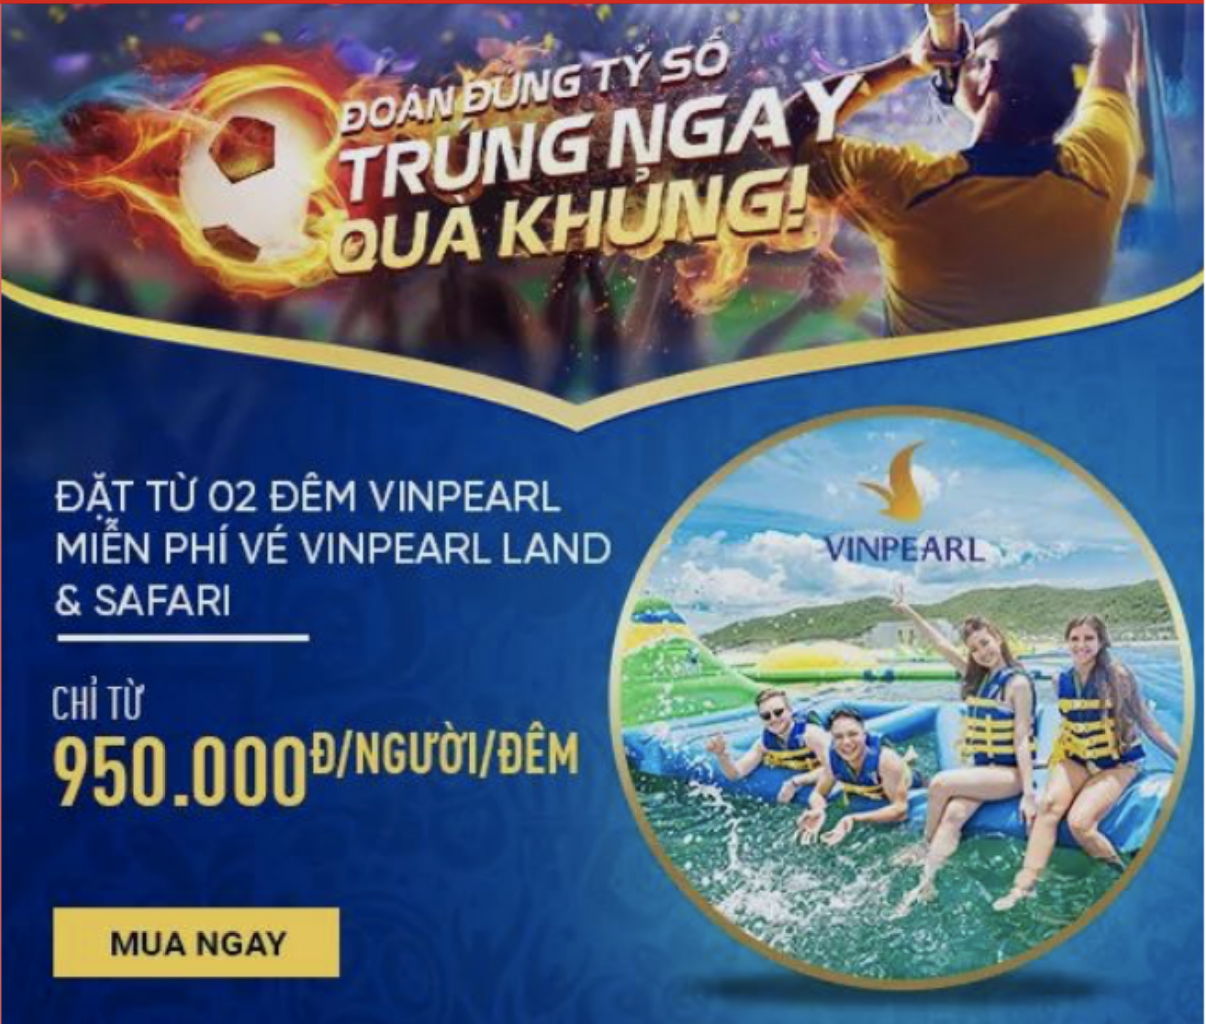 ĐOÁN ĐÚNG TỶ SỐ
TRÚNG NGAY
QUÀ KHỦNG!
ĐẶT TỪ 02 ĐÊM VINPEARL
MIỄN PHÍ VÉ VINPEARL LAND
& SAFARI
CHỈ TỪ
950.000Đ/NGƯỜI/ĐÊM
MUA NGAY
VINPEARL